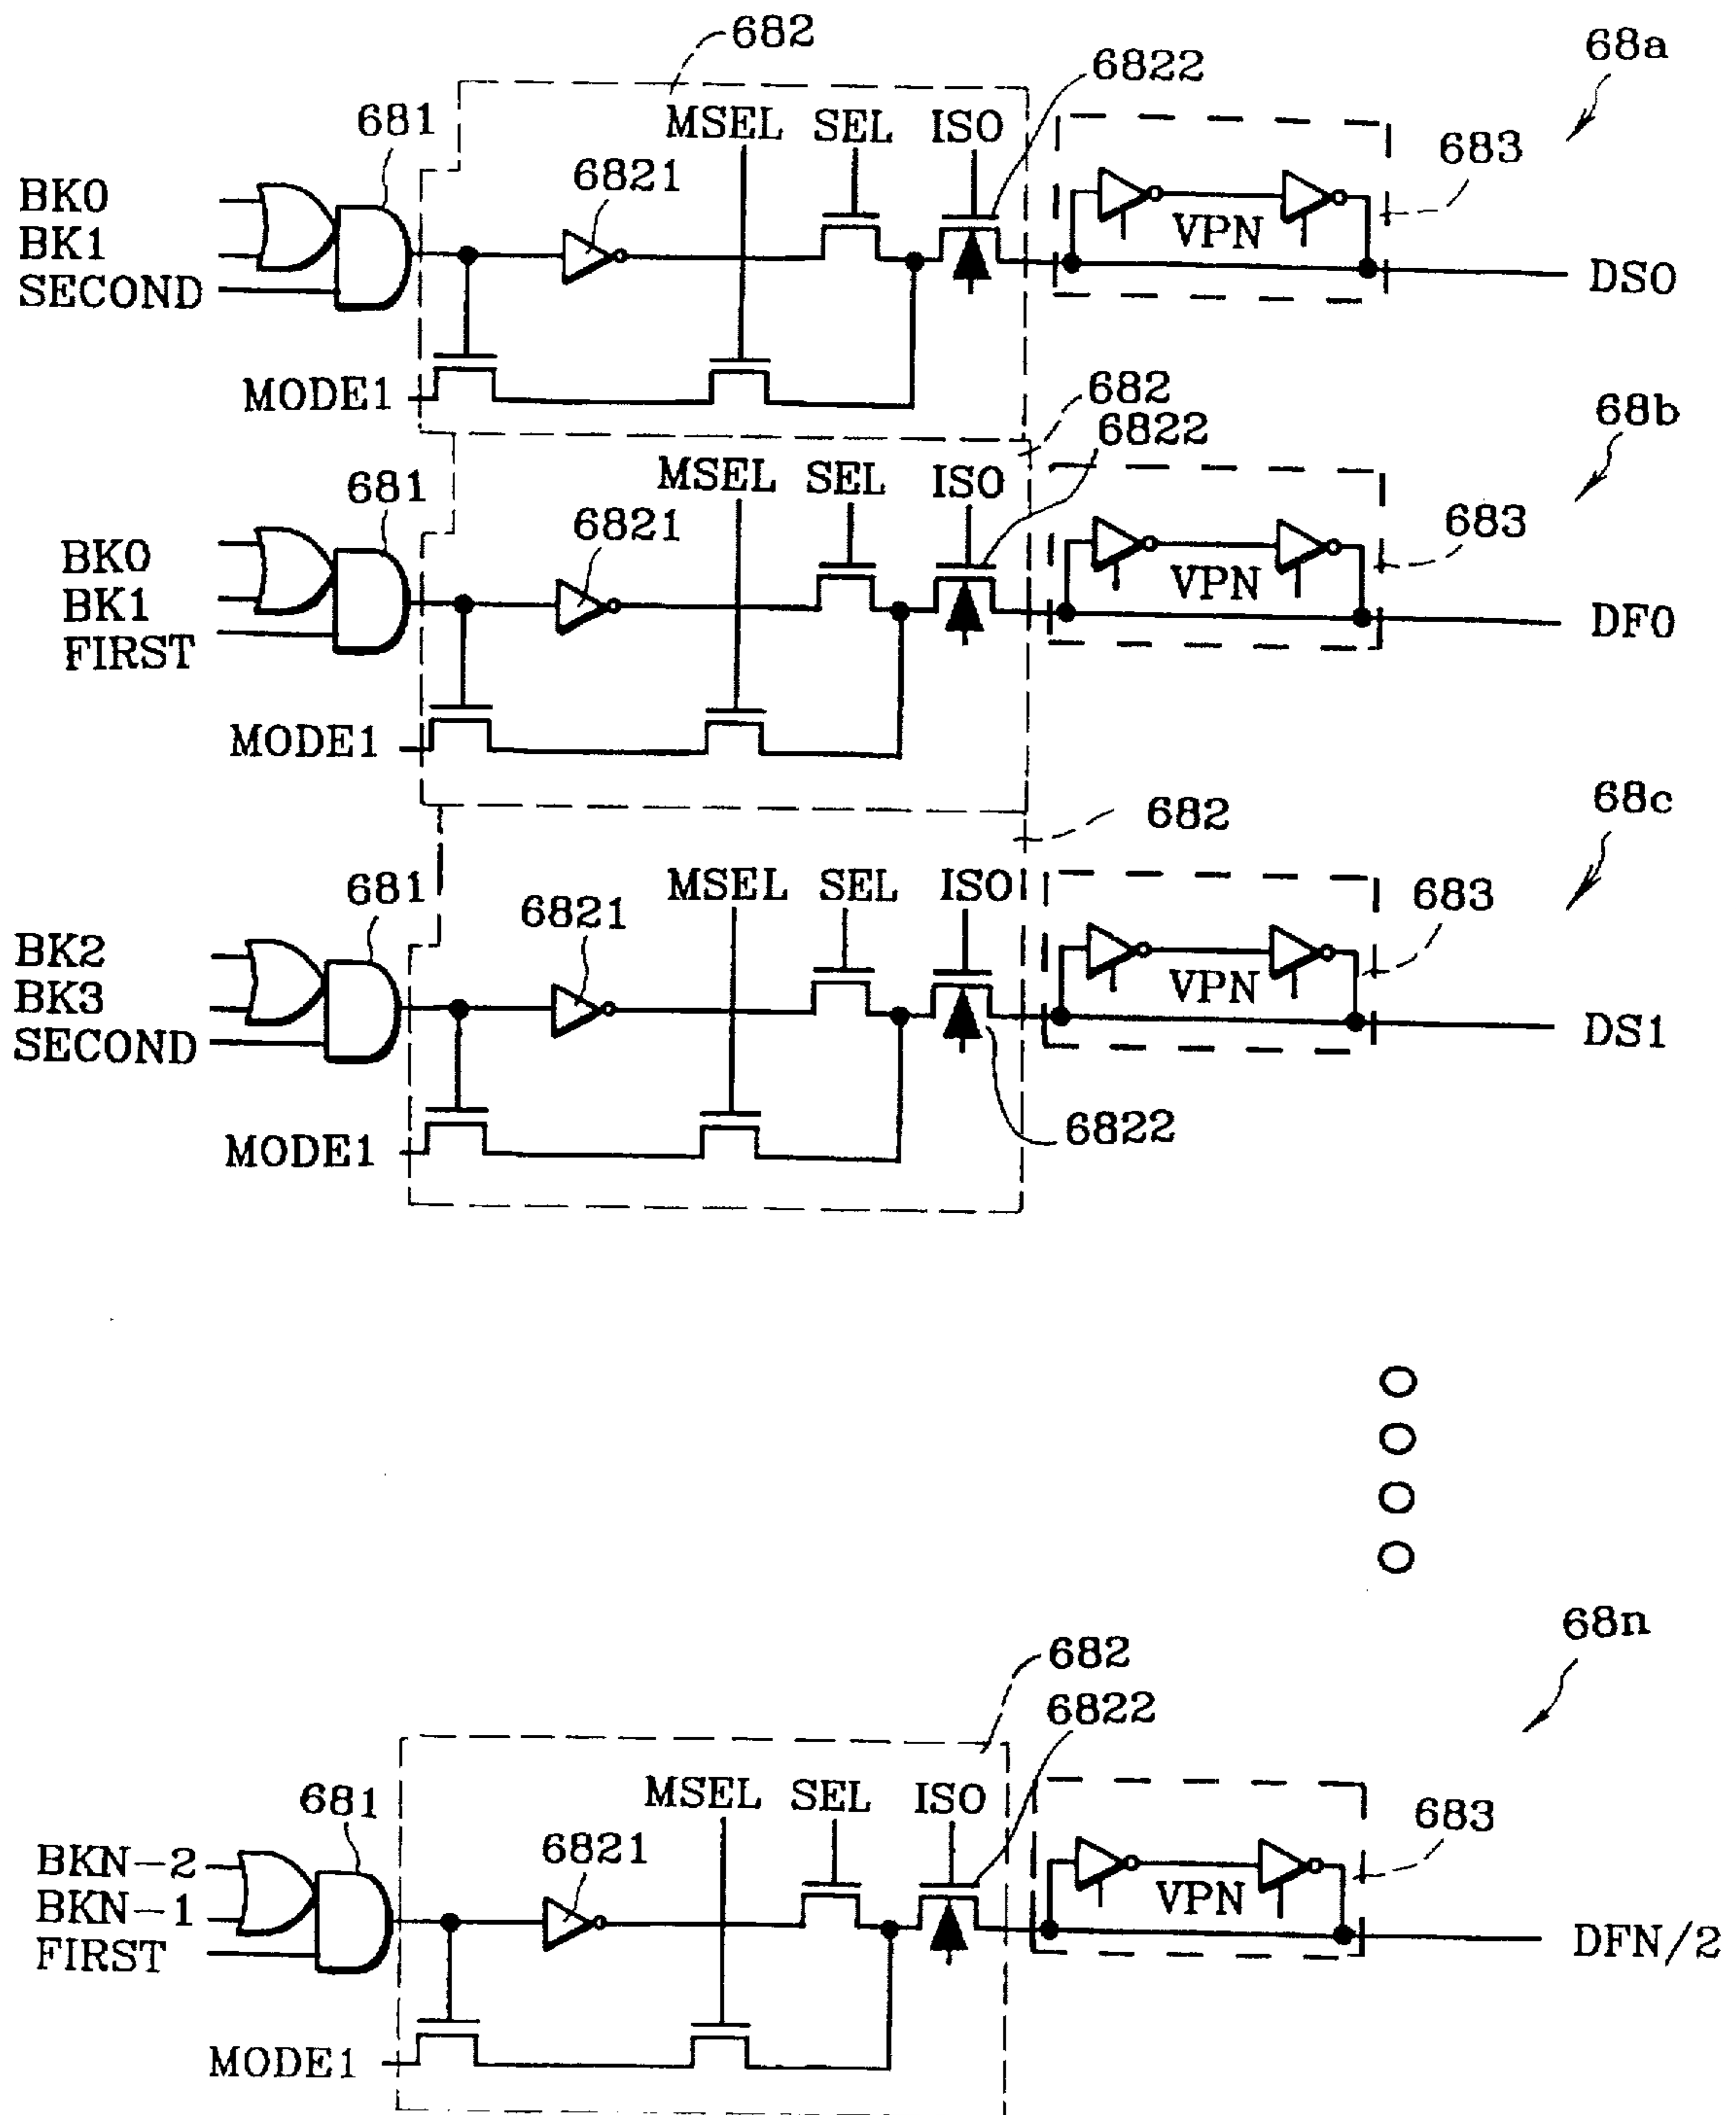 682
68a
6822
681
MSEL SEL ISO
683
6821
BK0
VPN
BK1
SECOND
DS0
MODE1
682
68b
6822
MSEL SEL ISO
681
6821
683
BK0
VPN
BK1
DF0
FIRST
MODE1
68c
682
MSEL SEL ISO
681
6821
683
BK2
VPN
BK3
SECOND
DS1
6822
MODE1
68n
682
6822
MSEL SEL ISO
681
683
6821
BKN-2
VPN
BKN-1
FIRST
DFN/2
MODE1